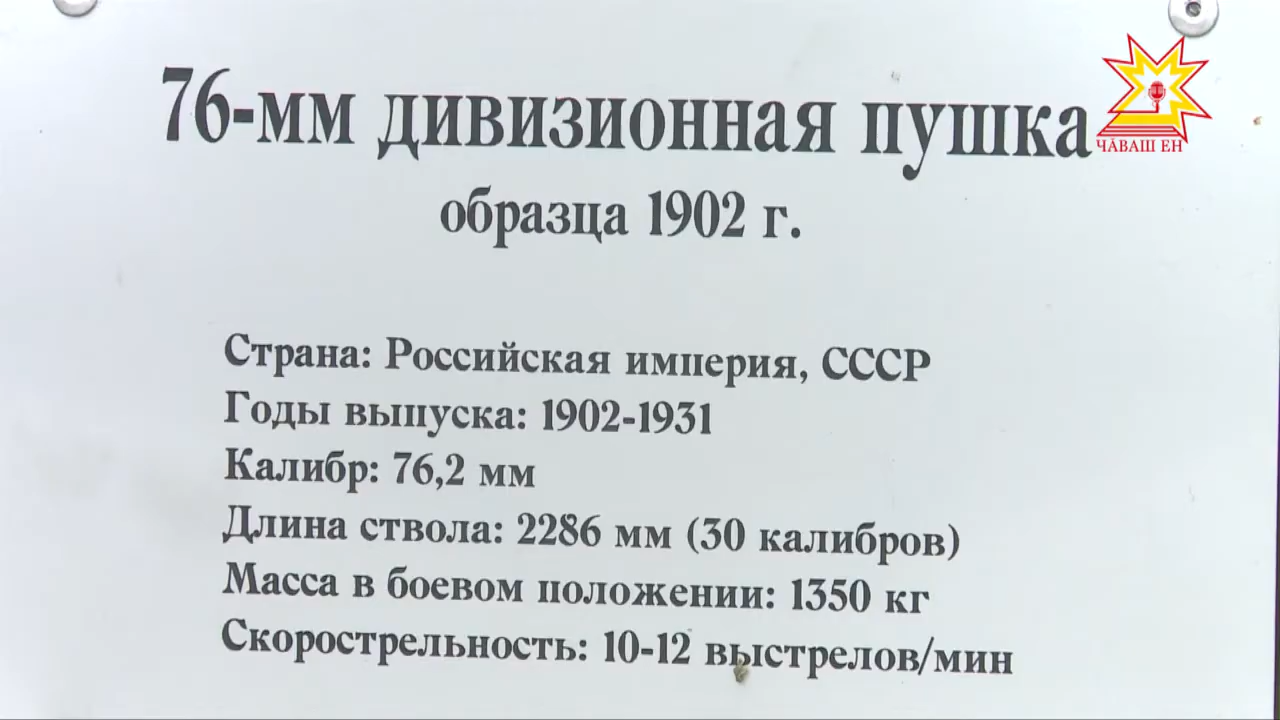 76-мм дивизионная пушка
ЧӐВАШ ЕН
образца 1902 г.
Страна: Российская империя, СССР
Годы выпуска: 1902-1931
Калибр: 76,2 мм
Длина ствола: 2286 мм (30 калибров)
Масса в боевом положении: 1350 кг
Скорострельность: 10-12 выстрелов/мин